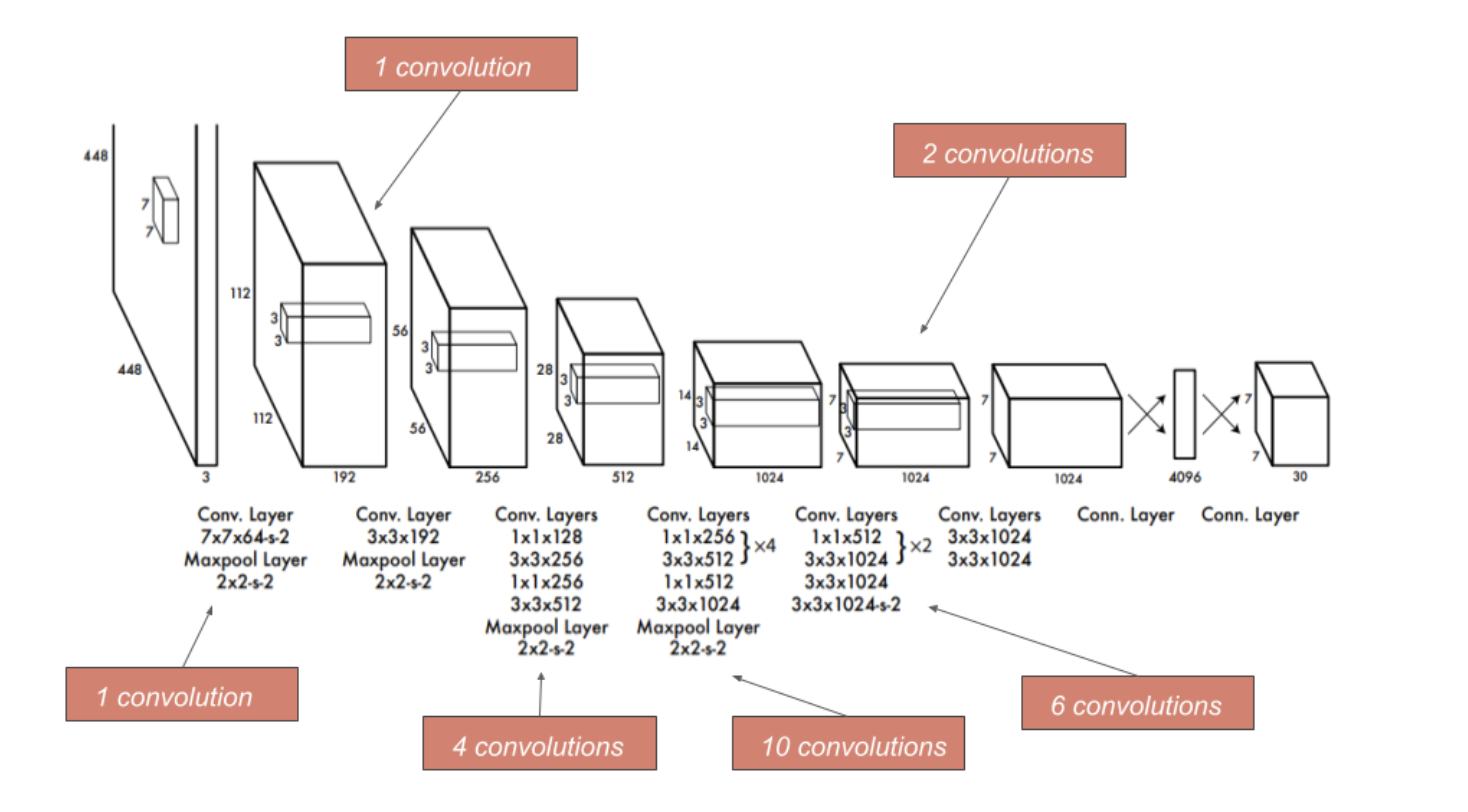 1 convolution
2 convolutions
448
7
7
448
3
112
3
3
112
192
56
3
3
56
256
28
3
3
28
512
14
3
3
14
1024
7
3
3
7
1024
7
7
1024
4096
7
7
30
Conv. Layer
7x7x64-s-2
Maxpool Layer
2x2-s-2
Conv. Layer
3x3x192
Maxpool Layer
2x2-s-2
Conv. Layers
1x1x128
3x3x256
1x1x256
3x3x512
Maxpool Layer
2x2-s-2
Conv. Layers
1x1x256
3x3x512
}×4
1x1x512
3x3x1024
Maxpool Layer
2x2-s-2
Conv. Layers
1x1x512
3x3x1024
}×2
3x3x1024
3x3x1024-s-2
Conv. Layers
3x3x1024
3x3x1024
Conn. Layer
Conn. Layer
1 convolution
4 convolutions
10 convolutions
6 convolutions